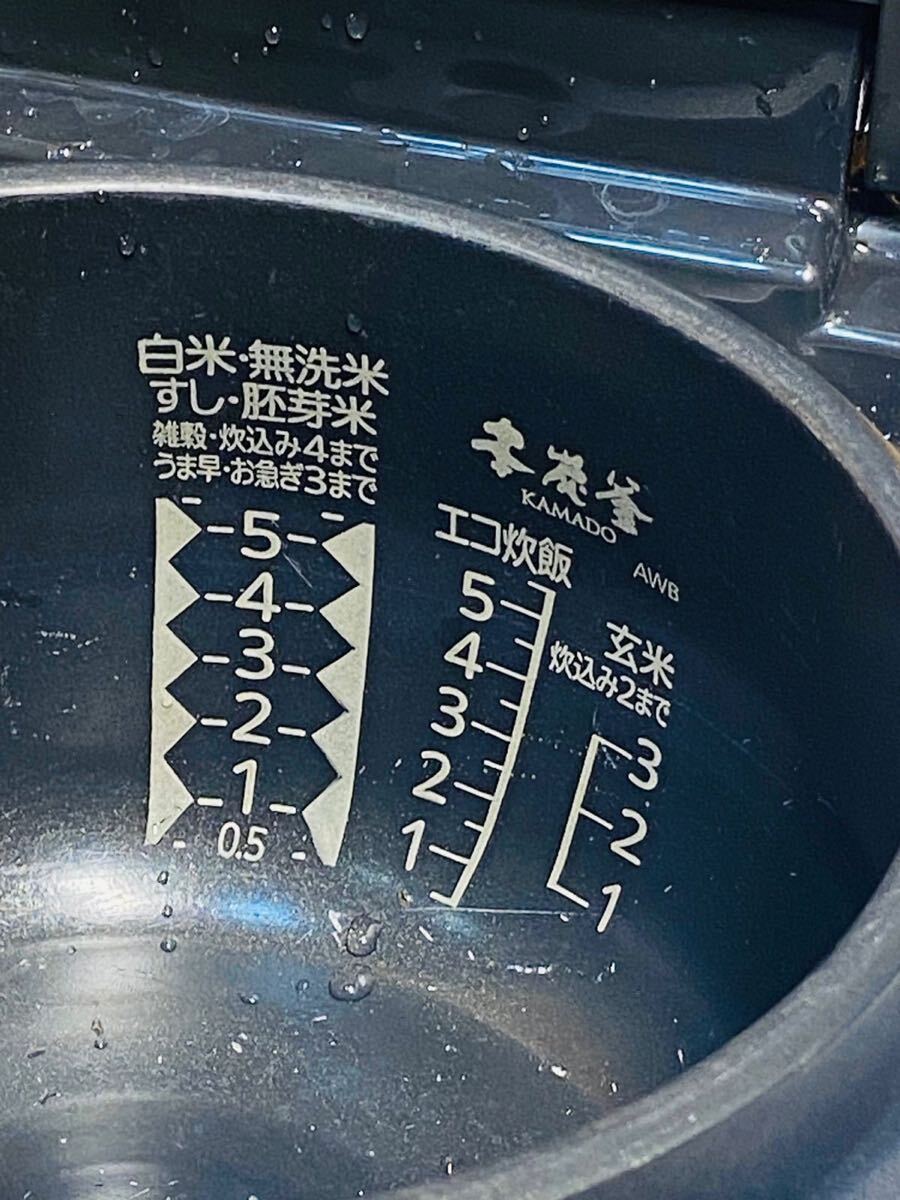 白米・無洗米
すし・胚芽米
雑穀・炊込み4まで
うま早・お急ぎ3まで
5
4
3
2
1
0.5
本炭釜
KAMADO
AWB
エコ炊飯
5
4
3
2
1
玄米
炊込み2まで
3
2
1